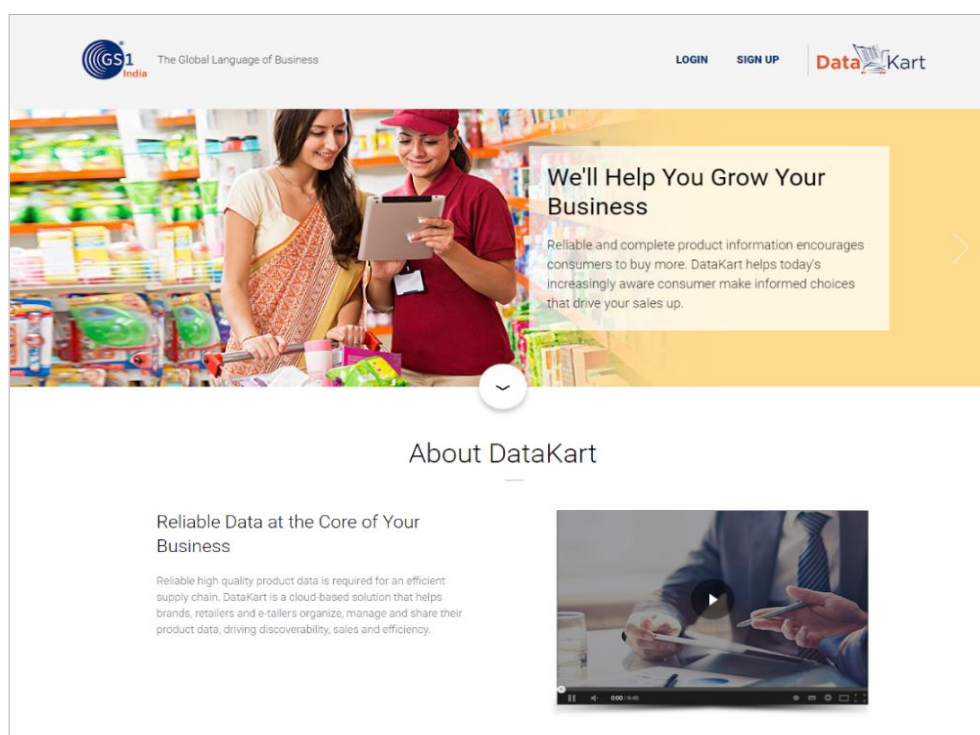 GS1
India
The Global Language of Business
LOGIN
SIGN UP
DataKart
We'll Help You Grow Your
Business
Reliable and complete product information encourages
consumers to buy more. DataKart helps today's
increasingly aware consumer make informed choices
that drive your sales up.
About DataKart
Reliable Data at the Core of Your
Business
Reliable high quality product data is required for an efficient
supply chain. DataKart is a cloud-based solution that helps
brands, retailers and e-tailers organize, manage and share their
product data, driving discoverability, sales and efficiency.